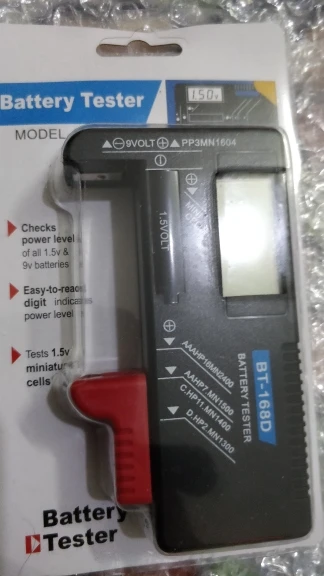 Battery Tester
MODEL
1.50v
▲⊖9VOLT⊕▲PP3MN1604
1.5VOLT
Checks
power level
of all 1.5v &
9v batteries
Easy-to-read
digit indicates
power level
Tests 1.5v
miniature
cells
AAAHP16MN2400
AAHP7.MN1500
C.HP11.MN1400
D.HP2.MN1300
BT-168D
BATTERY TESTER
Battery
Tester